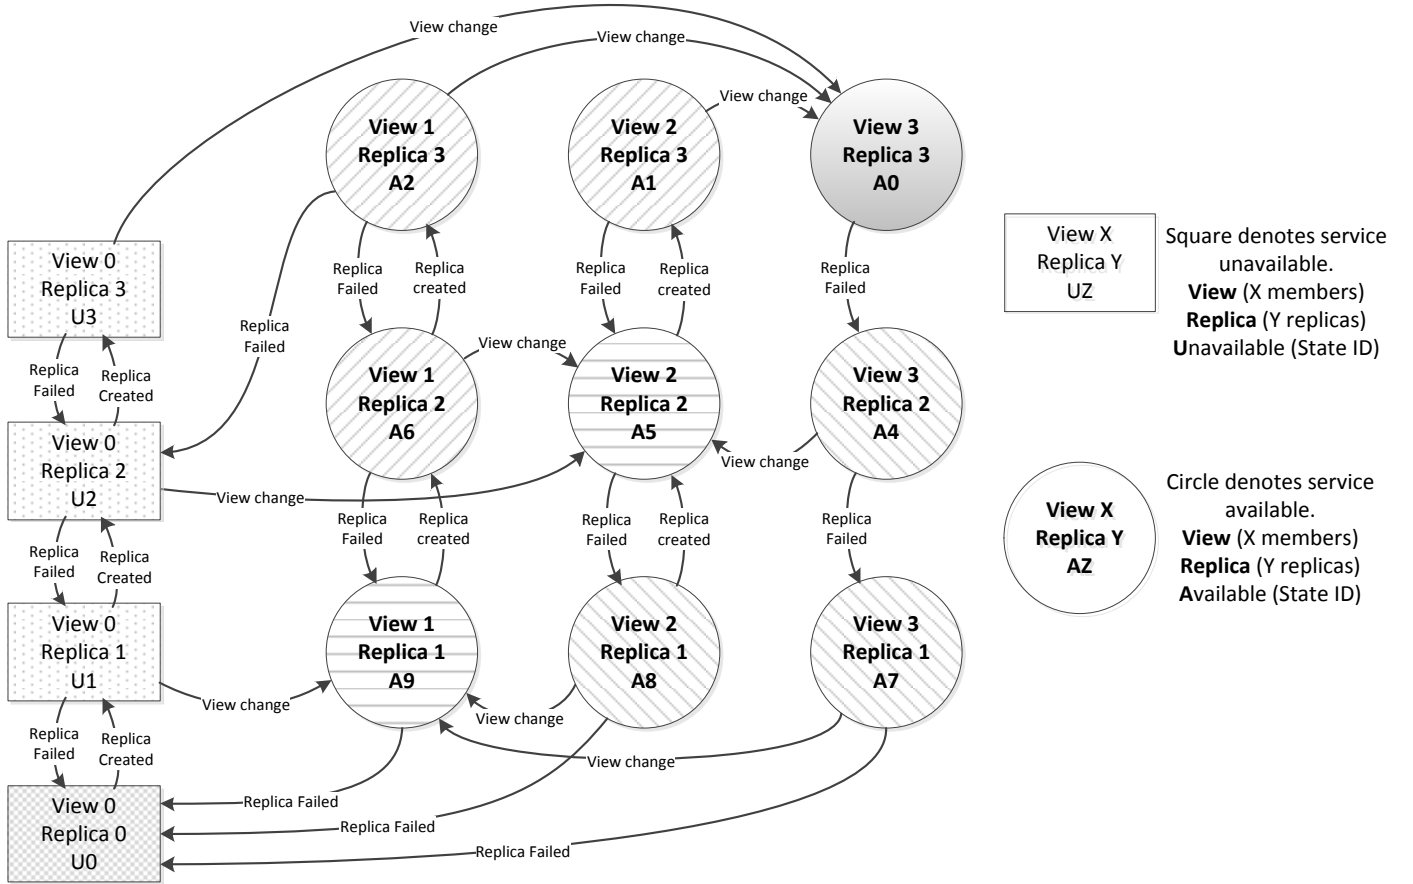 View change
View change
View change
View 1
Replica 3
A2
View 2
Replica 3
A1
View 3
Replica 3
A0
View X
Replica Y
UZ
Square denotes service
unavailable.
View (X members)
Replica (Y replicas)
Unavailable (State ID)
View 0
Replica 3
U3
Replica
Failed
Replica
created
Replica
Failed
Replica
created
Replica
Failed
Replica
Failed
Replica
Failed
Replica
Created
View change
View 1
Replica 2
A6
View 2
Replica 2
A5
View 3
Replica 2
A4
View 0
Replica 2
U2
View change
View change
Circle denotes service
available.
View (X members)
Replica (Y replicas)
Available (State ID)
View X
Replica Y
AZ
Replica
Failed
Replica
Created
Replica
Failed
Replica
created
Replica
Failed
Replica
created
Replica
Failed
View 0
Replica 1
U1
View change
View 1
Replica 1
A9
View 2
Replica 1
A8
View 3
Replica 1
A7
View change
View change
Replica
Failed
Replica
Created
View 0
Replica 0
U0
Replica Failed
Replica Failed
Replica Failed